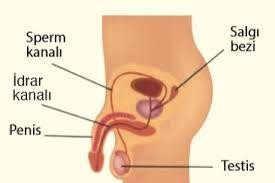 Sperm
kanalı
Salgı
bezi
İdrar
kanalı
Penis
Testis